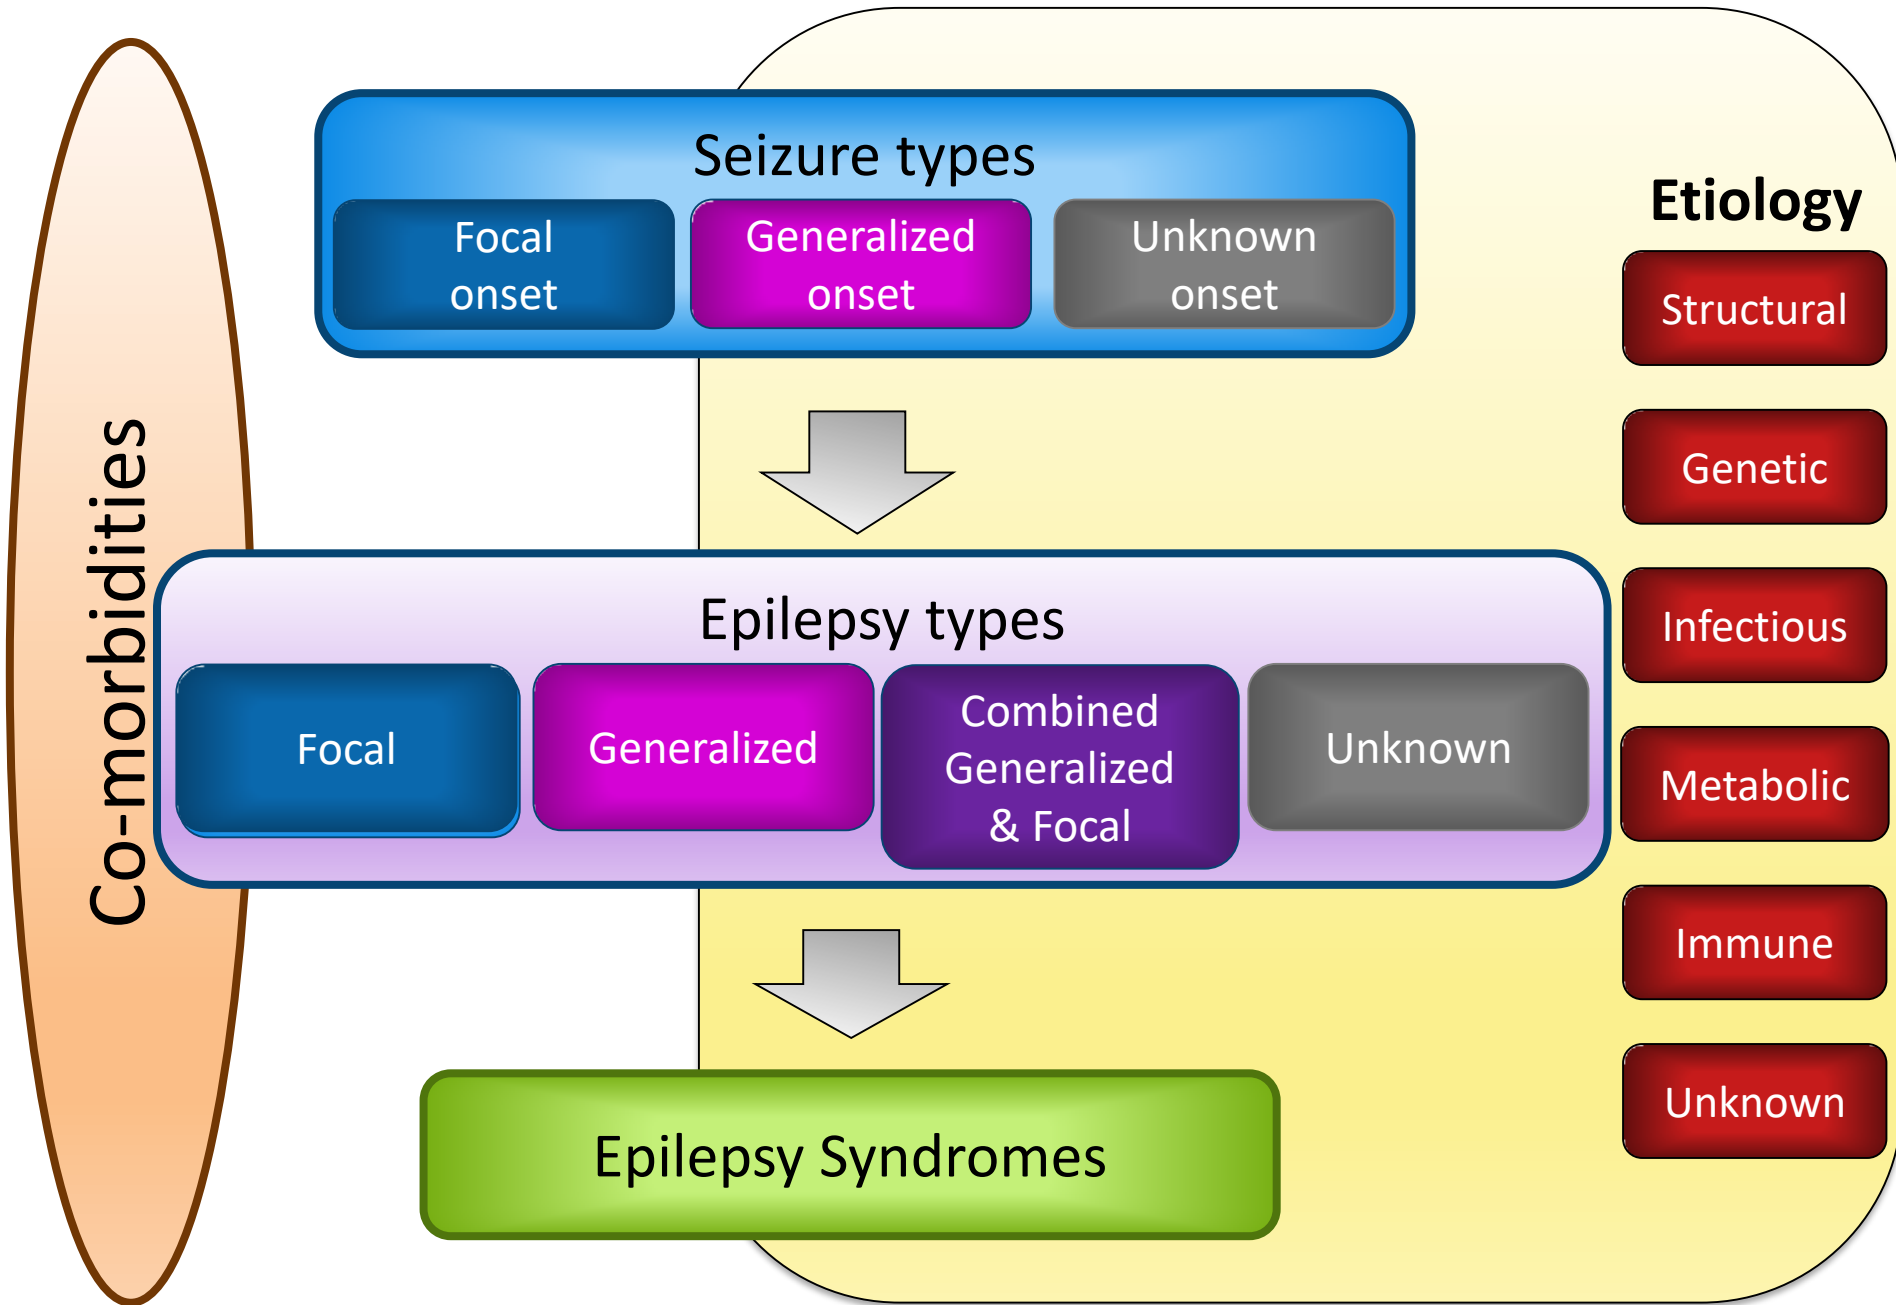 Co-morbidities
Seizure types
Focal
onset
Generalized
onset
Unknown
onset
Epilepsy types
Focal
Generalized
Combined
Generalized
& Focal
Unknown
Epilepsy Syndromes
Etiology
Structural
Genetic
Infectious
Metabolic
Immune
Unknown